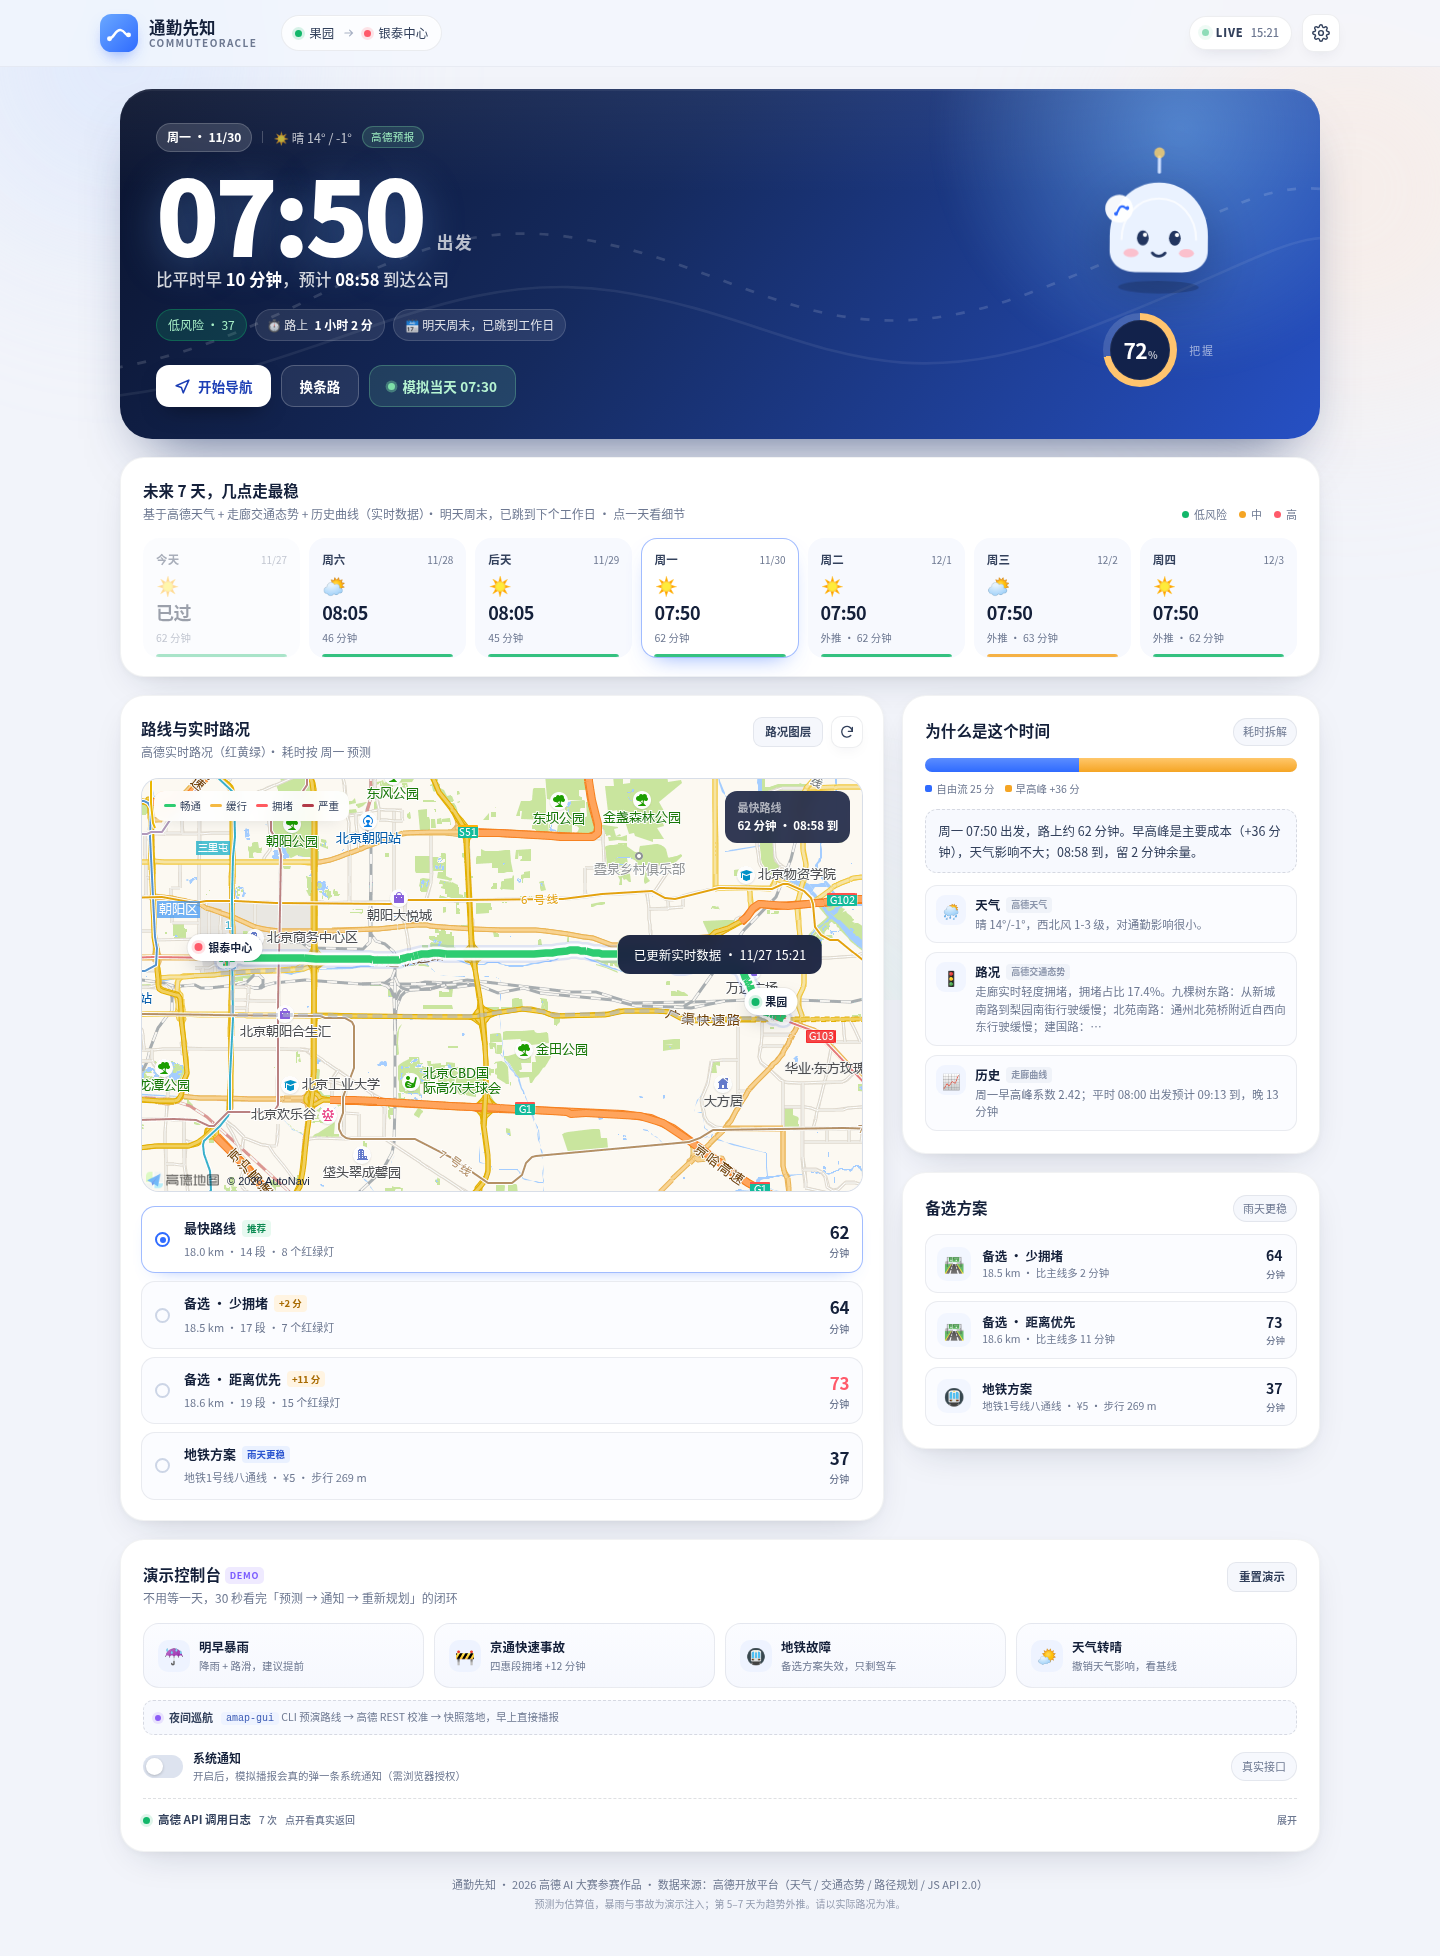 通勤先知
COMMUTEORACLE
果园 → 银泰中心
LIVE 15:21
周一 · 11/30
晴 14° / -1°
高德预报
07:50 出发
比平时早 10 分钟，预计 08:58 到达公司
低风险 · 37
路上 1 小时 2 分
明天周末，已跳到工作日
开始导航
换条路
模拟当天 07:30
72%
把握
未来 7 天，几点走最稳
基于高德天气 + 走廊交通态势 + 历史曲线（实时数据）· 明天周末，已跳到下个工作日 · 点一天看细节
低风险 中 高
今天 11/27
已过
62 分钟
周六 11/28
08:05
46 分钟
后天 11/29
08:05
45 分钟
周一 11/30
07:50
62 分钟
周二 12/1
07:50
外推 · 62 分钟
周三 12/2
07:50
外推 · 63 分钟
周四 12/3
07:50
外推 · 62 分钟
路线与实时路况
高德实时路况（红黄绿）· 耗时按 周一 预测
路况图层
畅通 缓行 拥堵 严重
最快路线
62 分钟 · 08:58 到
东风公园
东坝公园
金盏森林公园
朝阳公园
北京朝阳站
S51
三里屯
北京物资学院
G102
6号线
朝阳区
朝阳大悦城
北京商务中心区
银泰中心
已更新实时数据 · 11/27 15:21
果园
站
北京朝阳合生汇
渠快速路
G103
金田公园
华业·东方玫瑰
龙潭公园
北京工业大学
北京CBD国
际高尔夫球会
大方居
北京欢乐谷
G1
7号线
垡头翠成馨园
京哈高速
G1
高德地图
AutoNavi
最快路线 推荐
18.0 km · 14 段 · 8 个红绿灯
62
分钟
备选 · 少拥堵 +2 分
18.5 km · 17 段 · 7 个红绿灯
64
分钟
备选 · 距离优先 +11 分
18.6 km · 19 段 · 15 个红绿灯
73
分钟
地铁方案 雨天更稳
地铁1号线八通线 · ¥5 · 步行 269 m
37
分钟
为什么是这个时间
耗时拆解
自由流 25 分 早高峰 +36 分
周一 07:50 出发，路上约 62 分钟。早高峰是主要成本（+36 分
钟），天气影响不大；08:58 到，留 2 分钟余量。
天气 高德天气
晴 14°/-1°，西北风 1-3 级，对通勤影响很小。
路况 高德交通态势
走廊实时轻度拥堵，拥堵占比 17.4%。九棵树东路：从新城
南路到梨园南街行驶缓慢；北苑南路：通州北苑桥附近自西向
东行驶缓慢；建国路：…
历史 走廊曲线
周一早高峰系数 2.42；平时 08:00 出发预计 09:13 到，晚 13
分钟
备选方案
雨天更稳
备选 · 少拥堵
18.5 km · 比主线多 2 分钟
64
分钟
备选 · 距离优先
18.6 km · 比主线多 11 分钟
73
分钟
地铁方案
地铁1号线八通线 · ¥5 · 步行 269 m
37
分钟
演示控制台 DEMO
不用等一天，30 秒看完「预测 → 通知 → 重新规划」的闭环
重置演示
明早暴雨
降雨 + 路滑，建议提前
京通快速事故
四惠段拥堵 +12 分钟
地铁故障
备选方案失效，只剩驾车
天气转晴
撤销天气影响，看基线
夜间巡航 amap-gui CLI 预演路线 → 高德 REST 校准 → 快照落地，早上直接播报
系统通知
开启后，模拟播报会真的弹一条系统通知（需浏览器授权）
真实接口
高德 API 调用日志 7 次 点开看真实返回
展开
通勤先知 · 2026 高德 AI 大赛参赛作品 · 数据来源：高德开放平台（天气 / 交通态势 / 路径规划 / JS API 2.0）
预测为估算值，暴雨与事故为演示注入；第 5–7 天为趋势外推。请以实际路况为准。